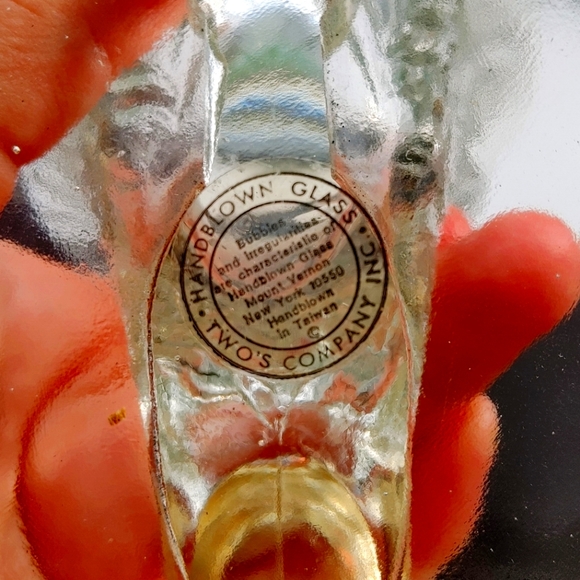 • HANDBLOWN GLASS •
TWO'S COMPANY INC.
Bubbles
and Irregularities
are characteristic of
Handblown Glass
Mount Vernon
New York 10550
Handblown
in Taiwan
©